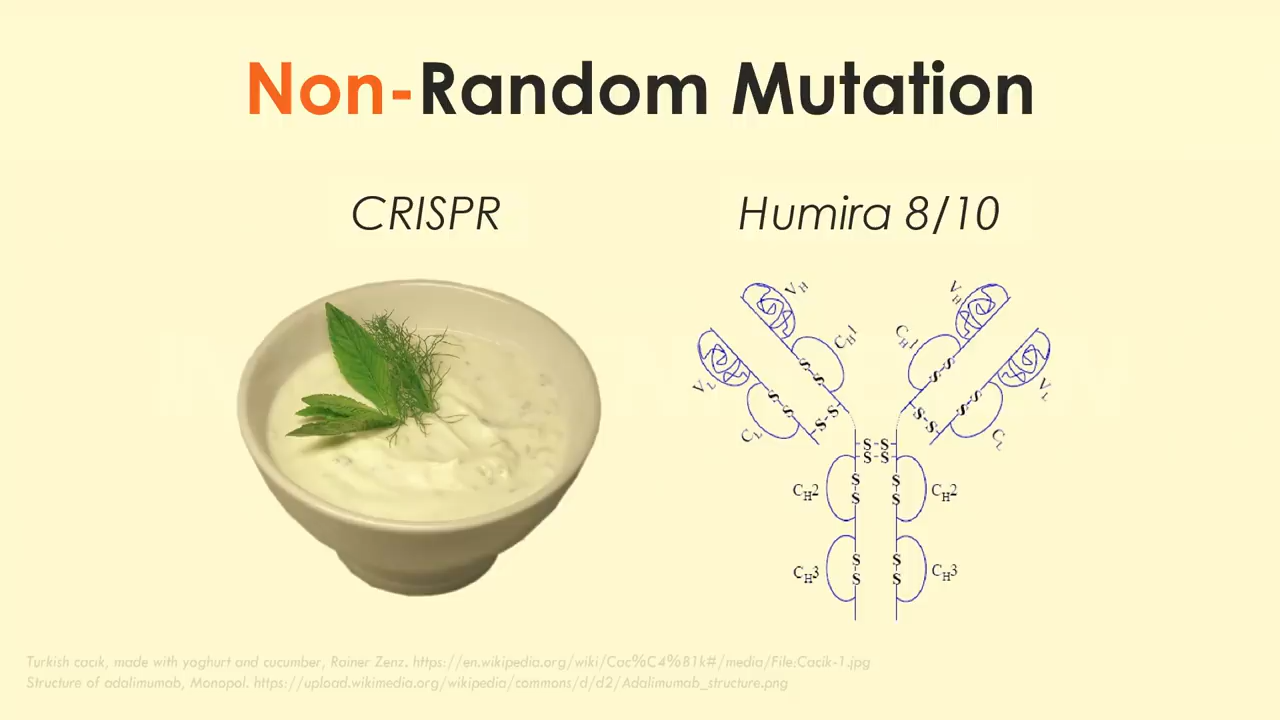 Non-Random Mutation
CRISPR
Humira 8/10
VH
VH
CH1
CH1
VL
VL
S-S
S-S
S-S
S-S
S-S
S-S
CL
CL
S-S
S-S
S
S
S
S
CH2
CH2
S
S
S
S
CH3
CH3
Turkish cacık, made with yoghurt and cucumber, Rainer Zenz. https://en.wikipedia.org/wiki/Cac%C4%B1k#/media/File:Cacik-1.jpg
Structure of adalimumab, Monopol. https://upload.wikimedia.org/wikipedia/commons/d/d2/Adalimumab_structure.png